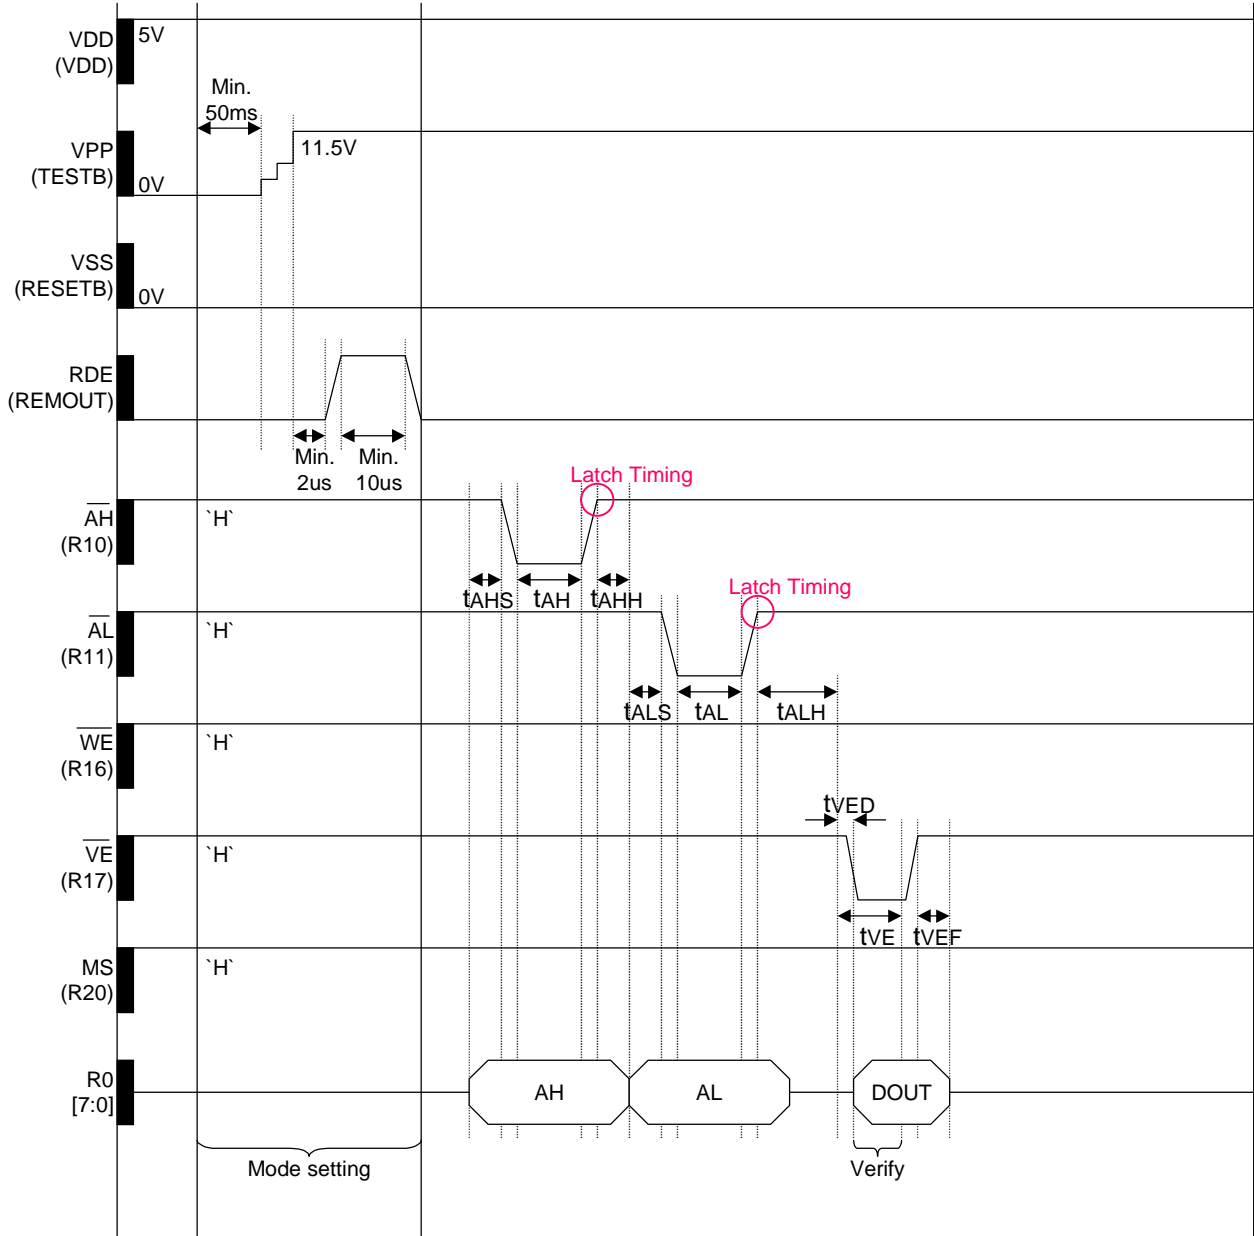 VDD
(VDD)
5V
Min.
50ms
VPP
(TESTB)
11.5V
0V
VSS
(RESETB)
0V
RDE
(REMOUT)
Min.
2us
Min.
10us
Latch Timing
AH
(R10)
`H`
tAHS
tAH
tAHH
Latch Timing
AL
(R11)
`H`
tALS
tAL
tALH
WE
(R16)
`H`
tVED
VE
(R17)
`H`
tVE
tVEF
MS
(R20)
`H`
R0
[7:0]
AH
AL
DOUT
Mode setting
Verify